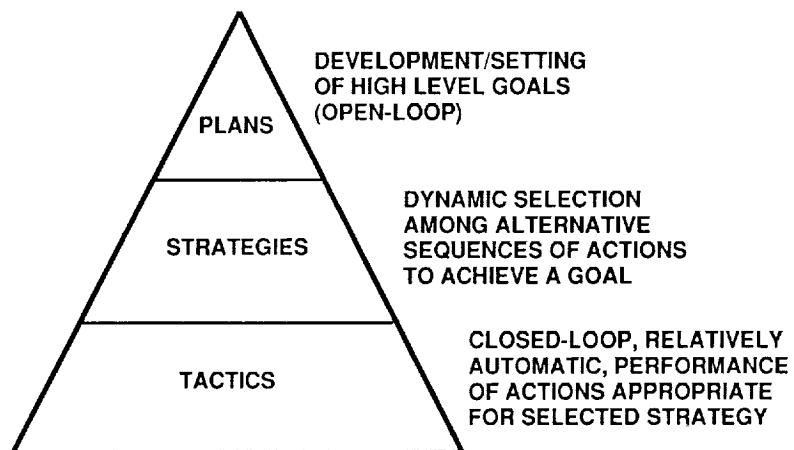 PLANS
DEVELOPMENT/SETTING
OF HIGH LEVEL GOALS
(OPEN-LOOP)
STRATEGIES
DYNAMIC SELECTION
AMONG ALTERNATIVE
SEQUENCES OF ACTIONS
TO ACHIEVE A GOAL
TACTICS
CLOSED-LOOP, RELATIVELY
AUTOMATIC, PERFORMANCE
OF ACTIONS APPROPRIATE
FOR SELECTED STRATEGY